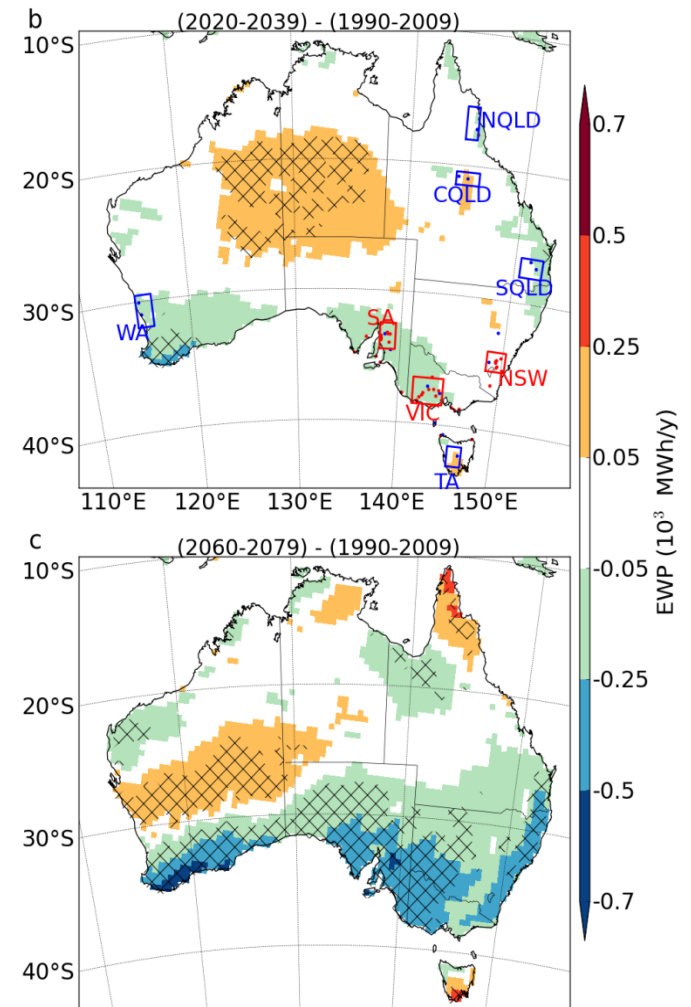 b
(2020-2039) - (1990-2009)
10°S
20°S
30°S
40°S
NQLD
CQLD
SQLD
WA
SA
NSW
VIC
TA
110°E
120°E
130°E
140°E
150°E
c
(2060-2079) - (1990-2009)
10°S
20°S
30°S
40°S
0.7
0.5
0.25
0.05
-0.05
-0.25
-0.5
-0.7
EWP (10³ MWh/y)